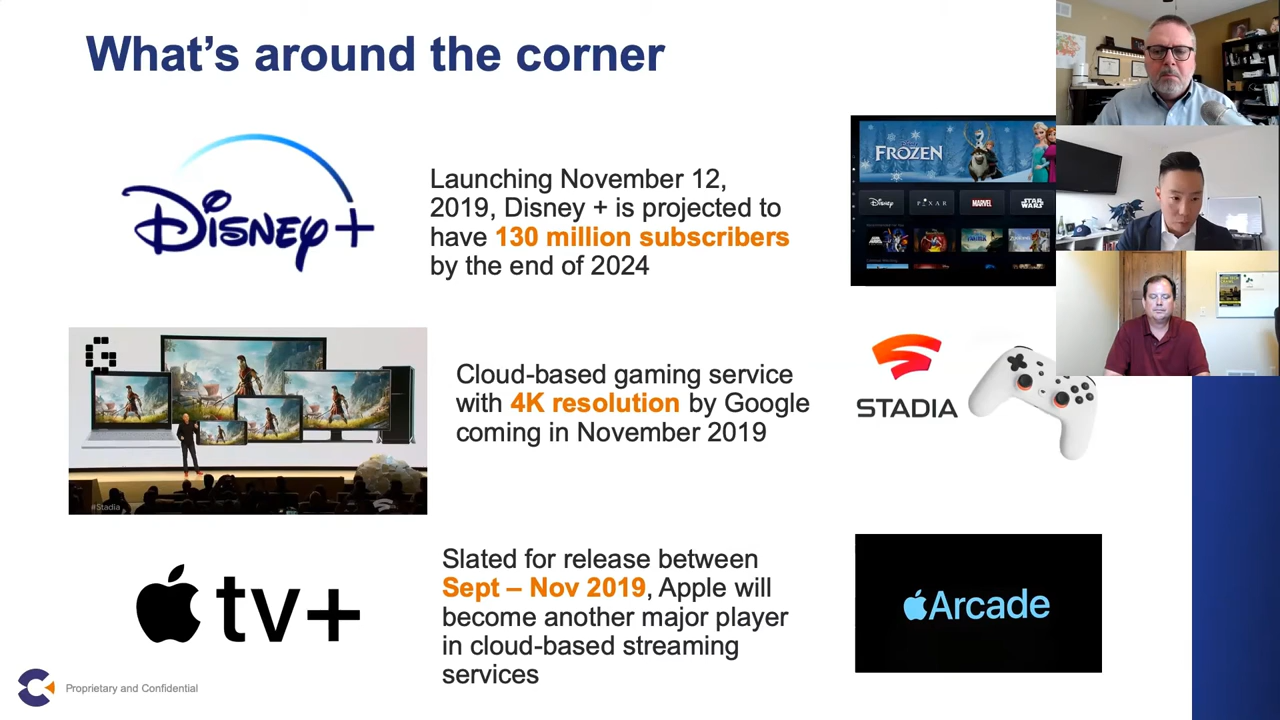 What's around the corner
Disney+
Launching November 12,
2019, Disney + is projected to
have 130 million subscribers
by the end of 2024
FROZEN
Disney
PIXAR
MARVEL
STAR
WARS
G
#Stadia
Cloud-based gaming service
with 4K resolution by Google
coming in November 2019
STADIA
tv+
Slated for release between
Sept – Nov 2019, Apple will
become another major player
in cloud-based streaming
services
Arcade
Proprietary and Confidential